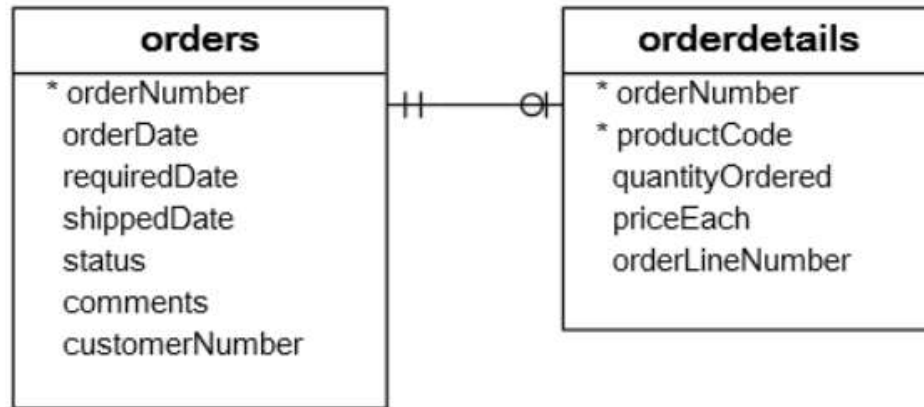 orders
* orderNumber
orderDate
requiredDate
shippedDate
status
comments
customerNumber
orderdetails
* orderNumber
* productCode
quantityOrdered
priceEach
orderLineNumber